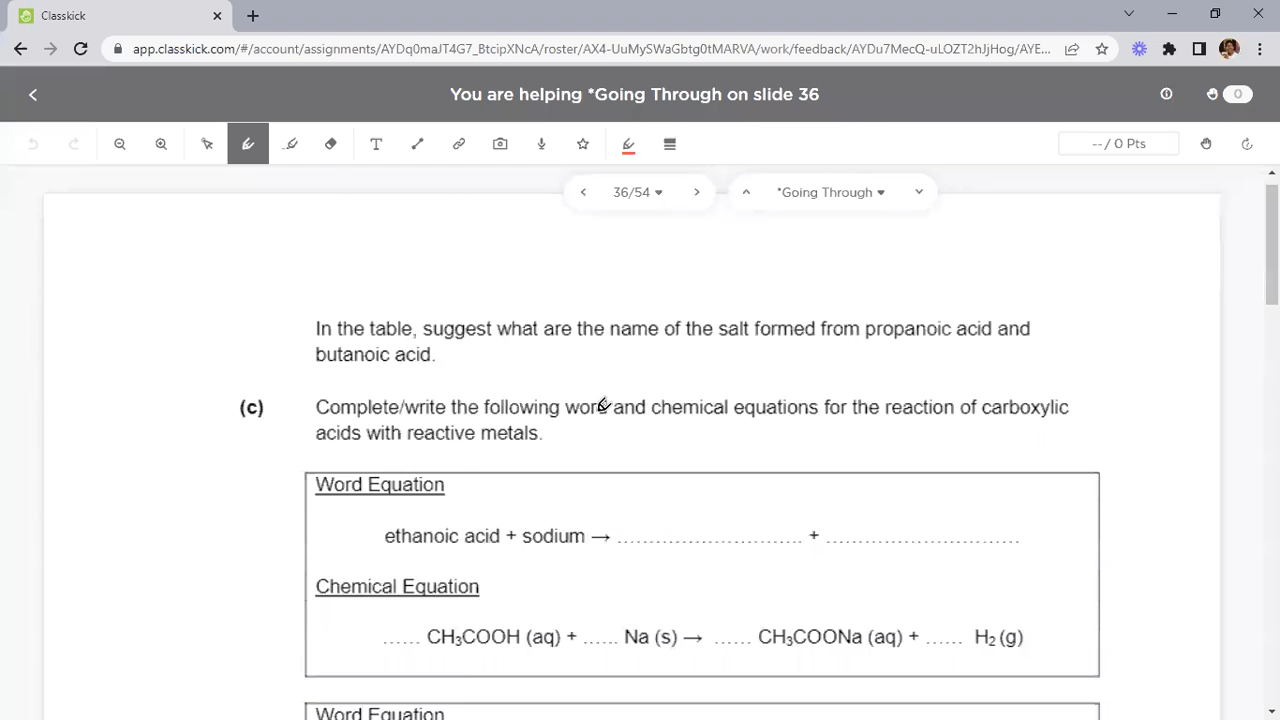 Classkick
app.classkick.com/#/account/assignments/AYDq0maJT4G7_BtcipXNcA/roster/AX4-UuMySWaGbtg0tMARVA/work/feedback/AYDu7MecQ-uLOZT2hJjHog/AYE...
You are helping *Going Through on slide 36
0
T
-- / 0 Pts
36/54
*Going Through
In the table, suggest what are the name of the salt formed from propanoic acid and
butanoic acid.
(c) Complete/write the following word and chemical equations for the reaction of carboxylic
acids with reactive metals.
Word Equation
ethanoic acid + sodium → .................................. + ...................................
Chemical Equation
...... CH₃COOH (aq) + ...... Na (s) → ...... CH₃COONa (aq) + ...... H₂ (g)
Word Equation